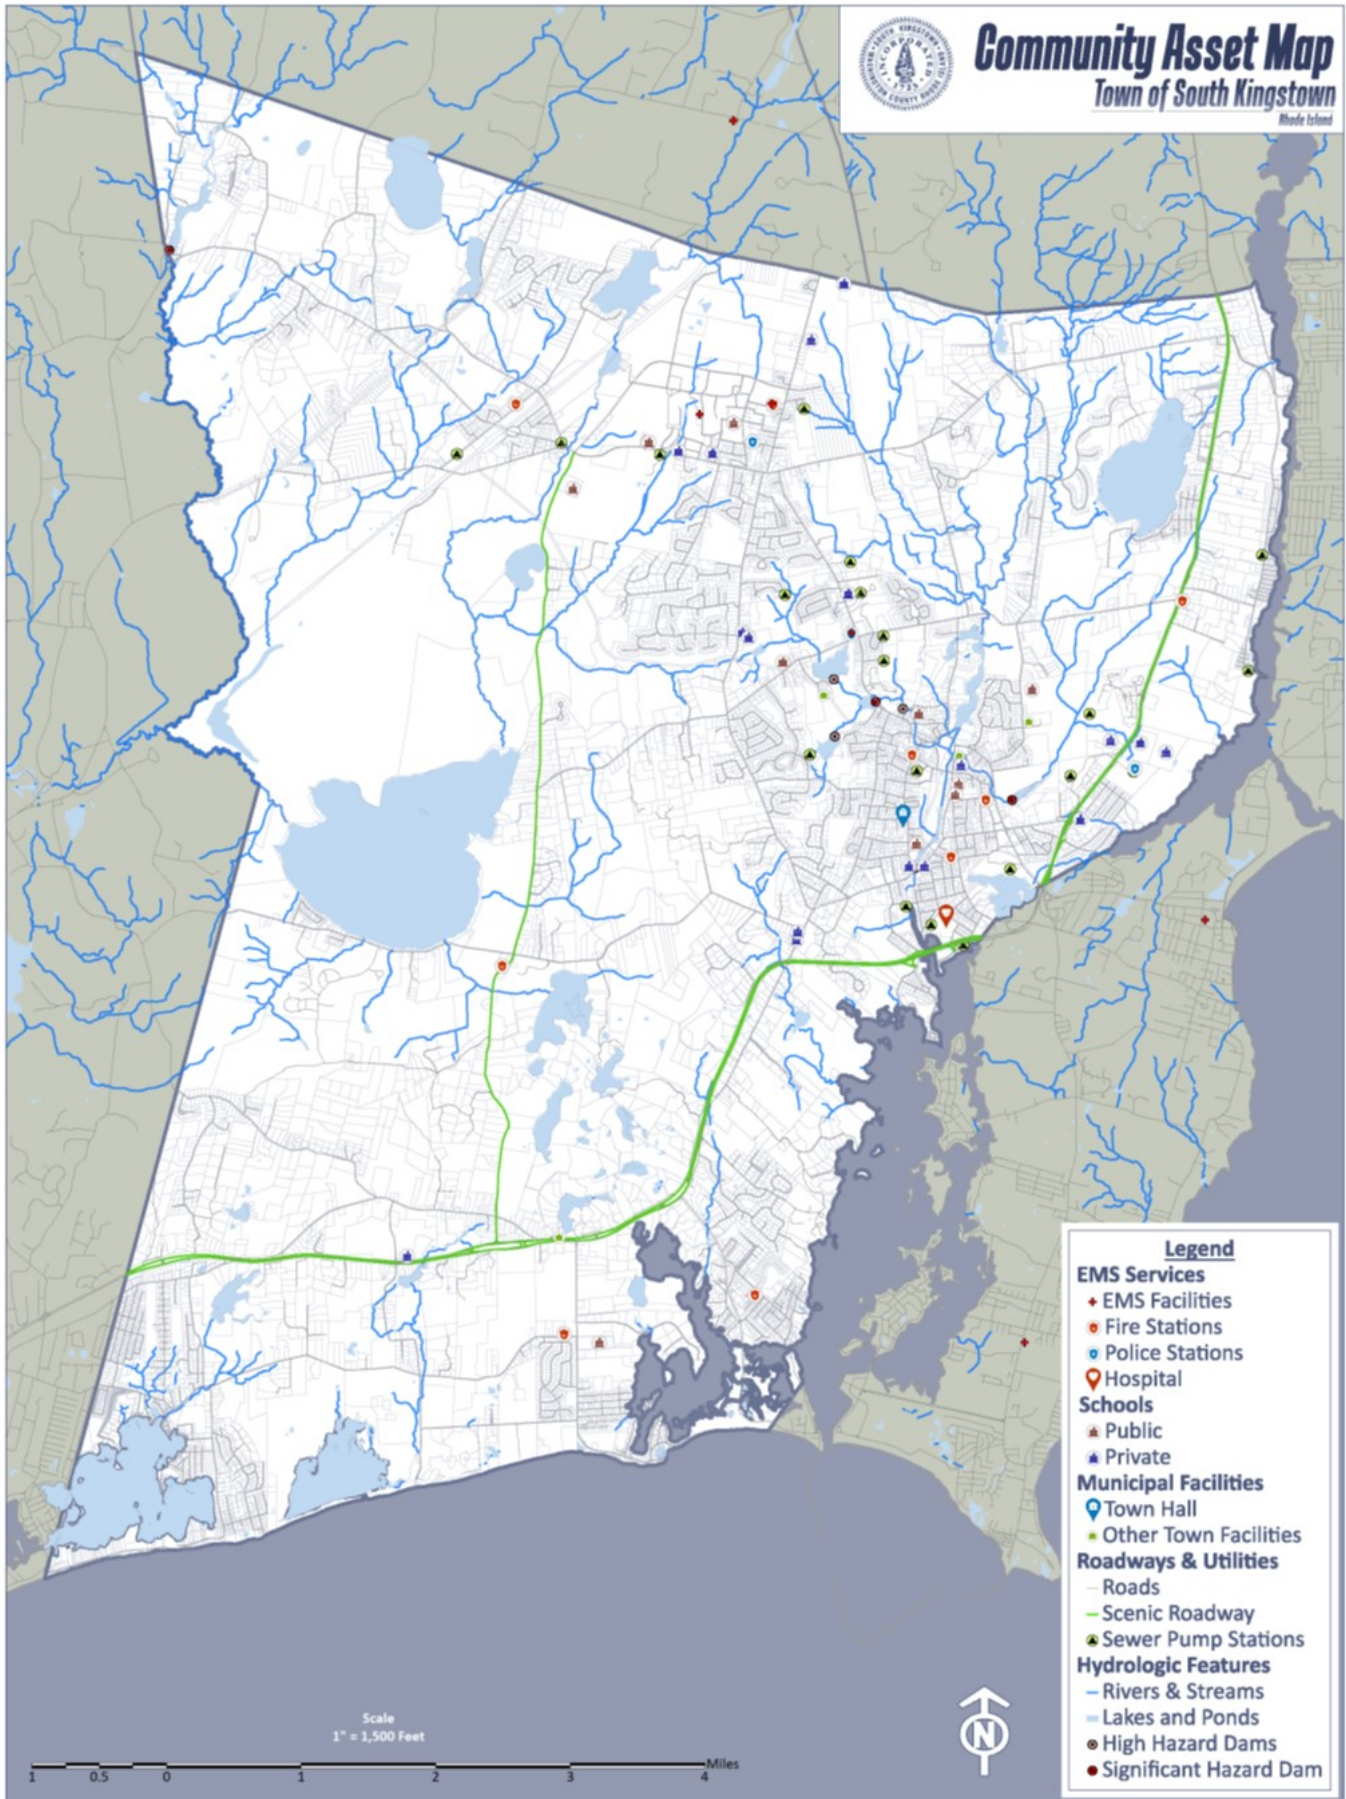 SOUTH KINGSTOWN
INCORPORATED
Community Asset Map
Town of South Kingstown
Rhode Island
Legend
EMS Services
EMS Facilities
Fire Stations
Police Stations
Hospital
Schools
Public
Private
Municipal Facilities
Town Hall
Other Town Facilities
Roadways & Utilities
Roads
Scenic Roadway
Sewer Pump Stations
Hydrologic Features
Rivers & Streams
Lakes and Ponds
High Hazard Dams
Significant Hazard Dam
Scale
1" = 1,500 Feet
Miles
1 0.5 0 1 2 3 4
N